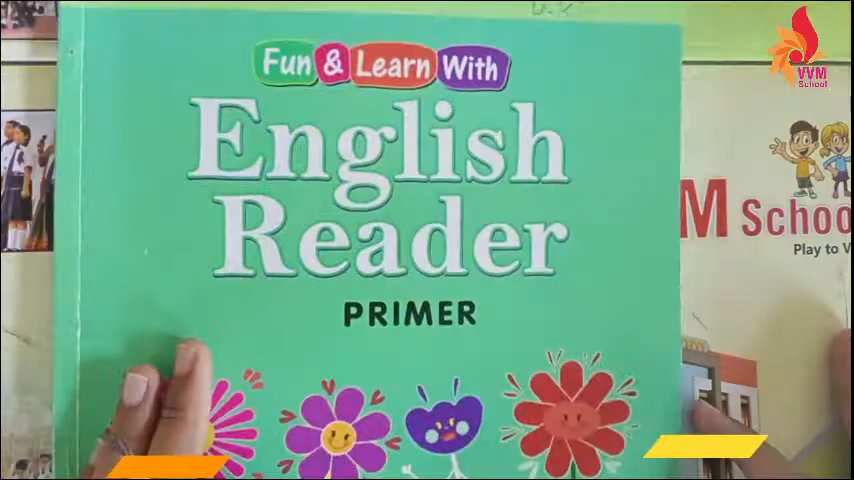 Fun & Learn With
English
Reader
PRIMER
VVM
School
M School
Play to V